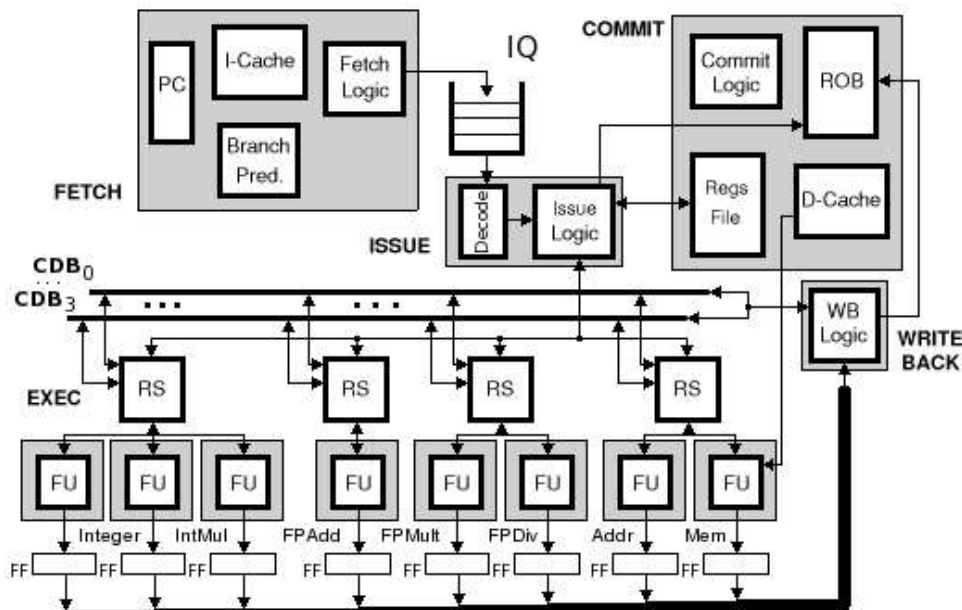 IQ
COMMIT
PC
I-Cache
Fetch
Logic
Branch
Pred.
FETCH
Commit
Logic
ROB
Regs
File
D-Cache
Decode
Issue
Logic
ISSUE
CDB0
...
CDB3
... ...
WB
Logic
WRITE
BACK
EXEC
RS RS RS RS
FU FU FU FU FU FU FU FU
Integer IntMul FPAdd FPMult FPDiv Addr Mem
FF FF FF FF FF FF FF FF